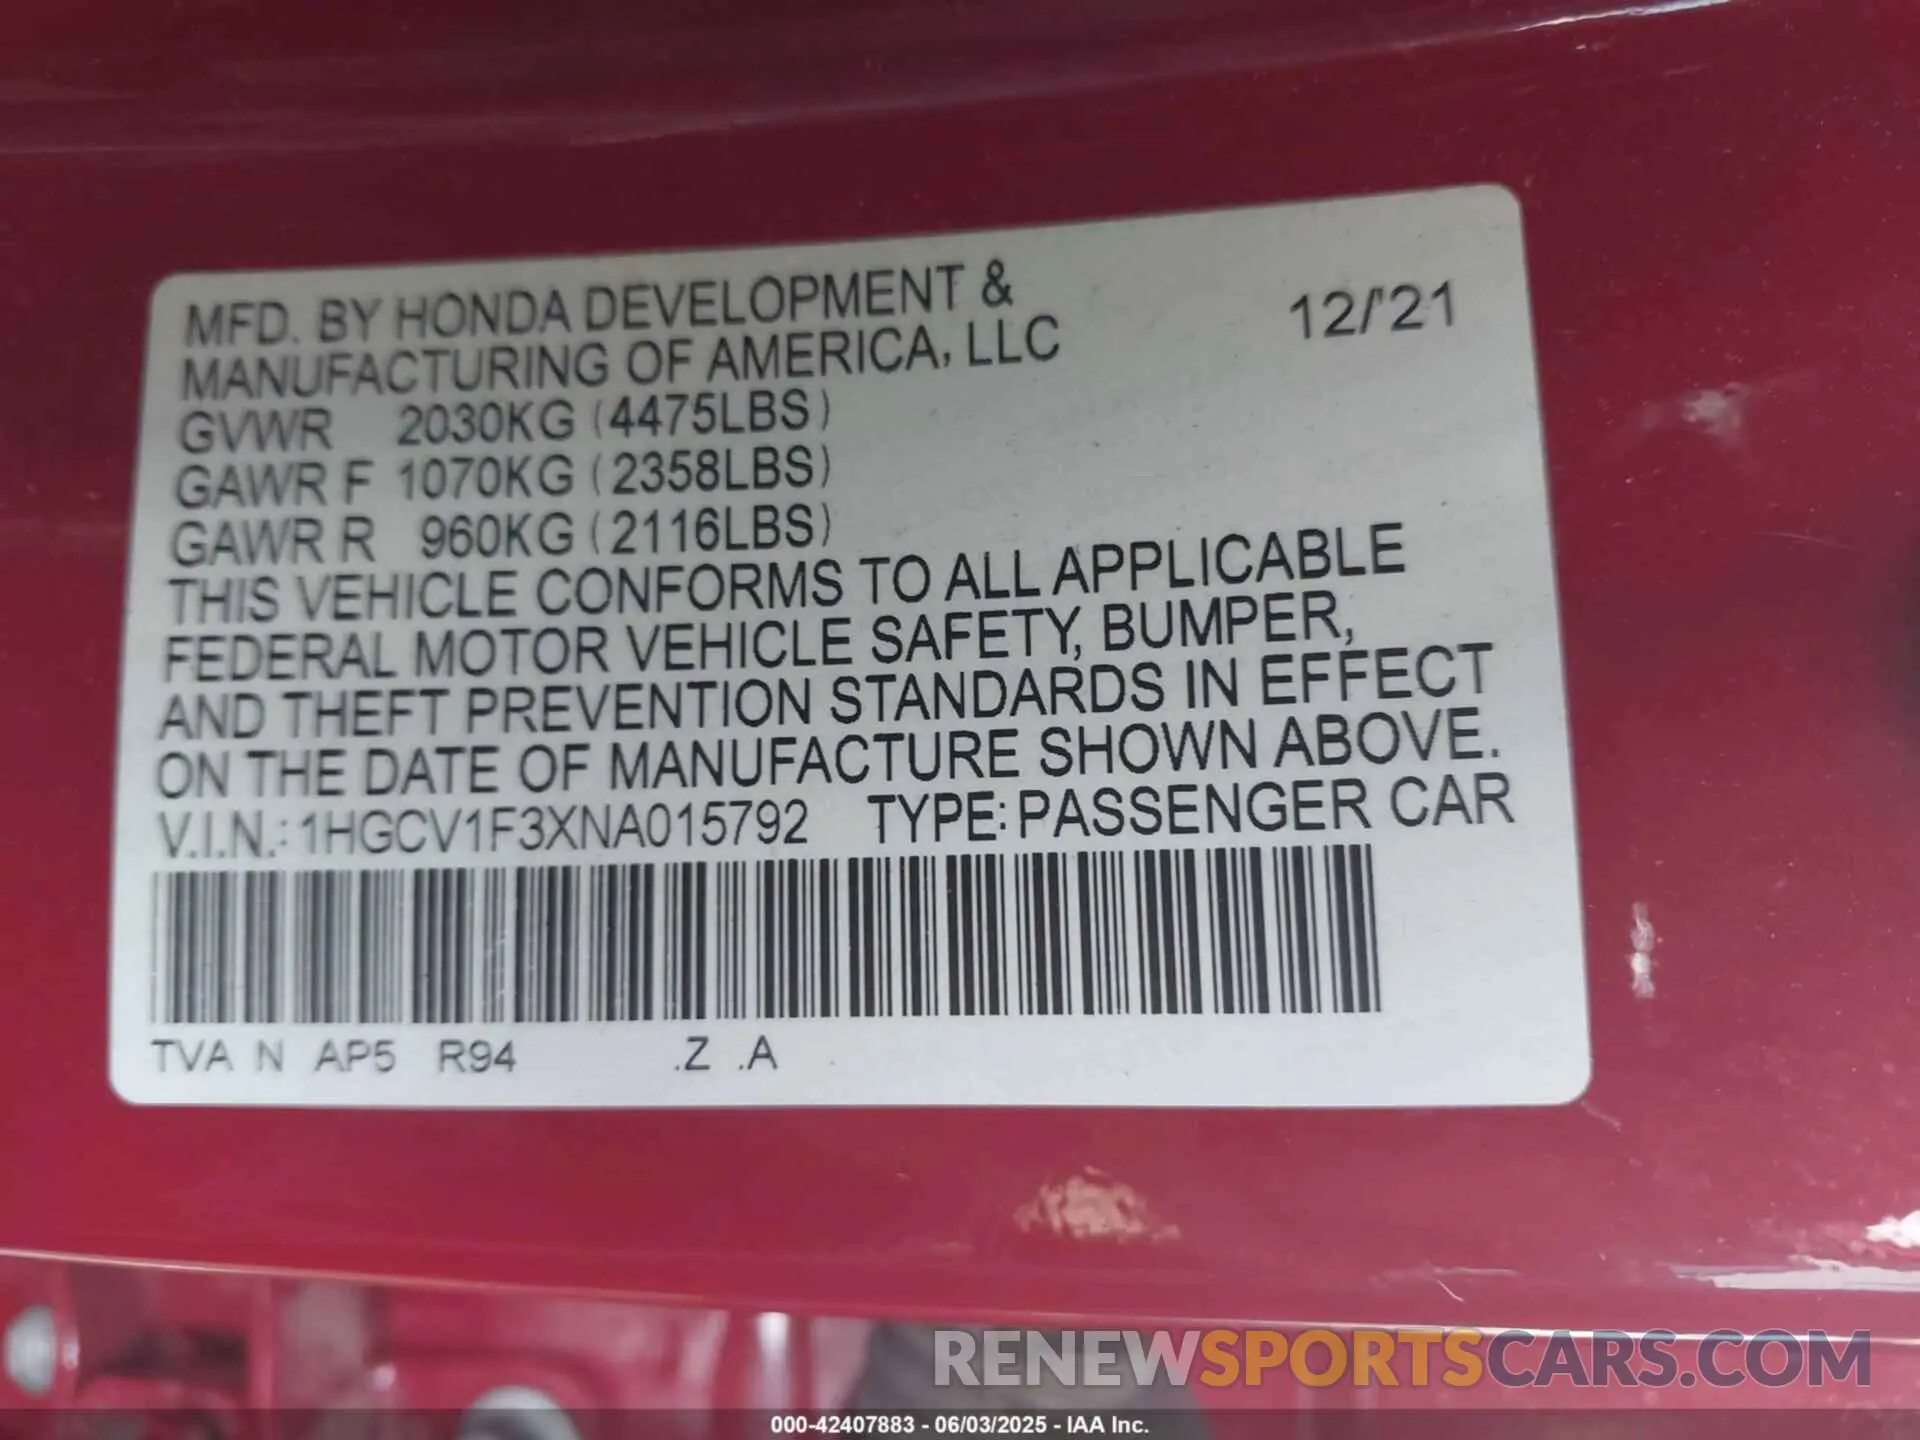 MFD. BY HONDA DEVELOPMENT & 12/'21
MANUFACTURING OF AMERICA, LLC
GVWR 2030KG (4475LBS)
GAWR F 1070KG (2358LBS)
GAWR R 960KG (2116LBS)
THIS VEHICLE CONFORMS TO ALL APPLICABLE
FEDERAL MOTOR VEHICLE SAFETY, BUMPER,
AND THEFT PREVENTION STANDARDS IN EFFECT
ON THE DATE OF MANUFACTURE SHOWN ABOVE.
V.I.N.: 1HGCV1F3XNA015792 TYPE: PASSENGER CAR
TVA N AP5 R94 .Z .A
RENEWSPORTSCARS.COM
000-42407883 - 06/03/2025 - IAA Inc.